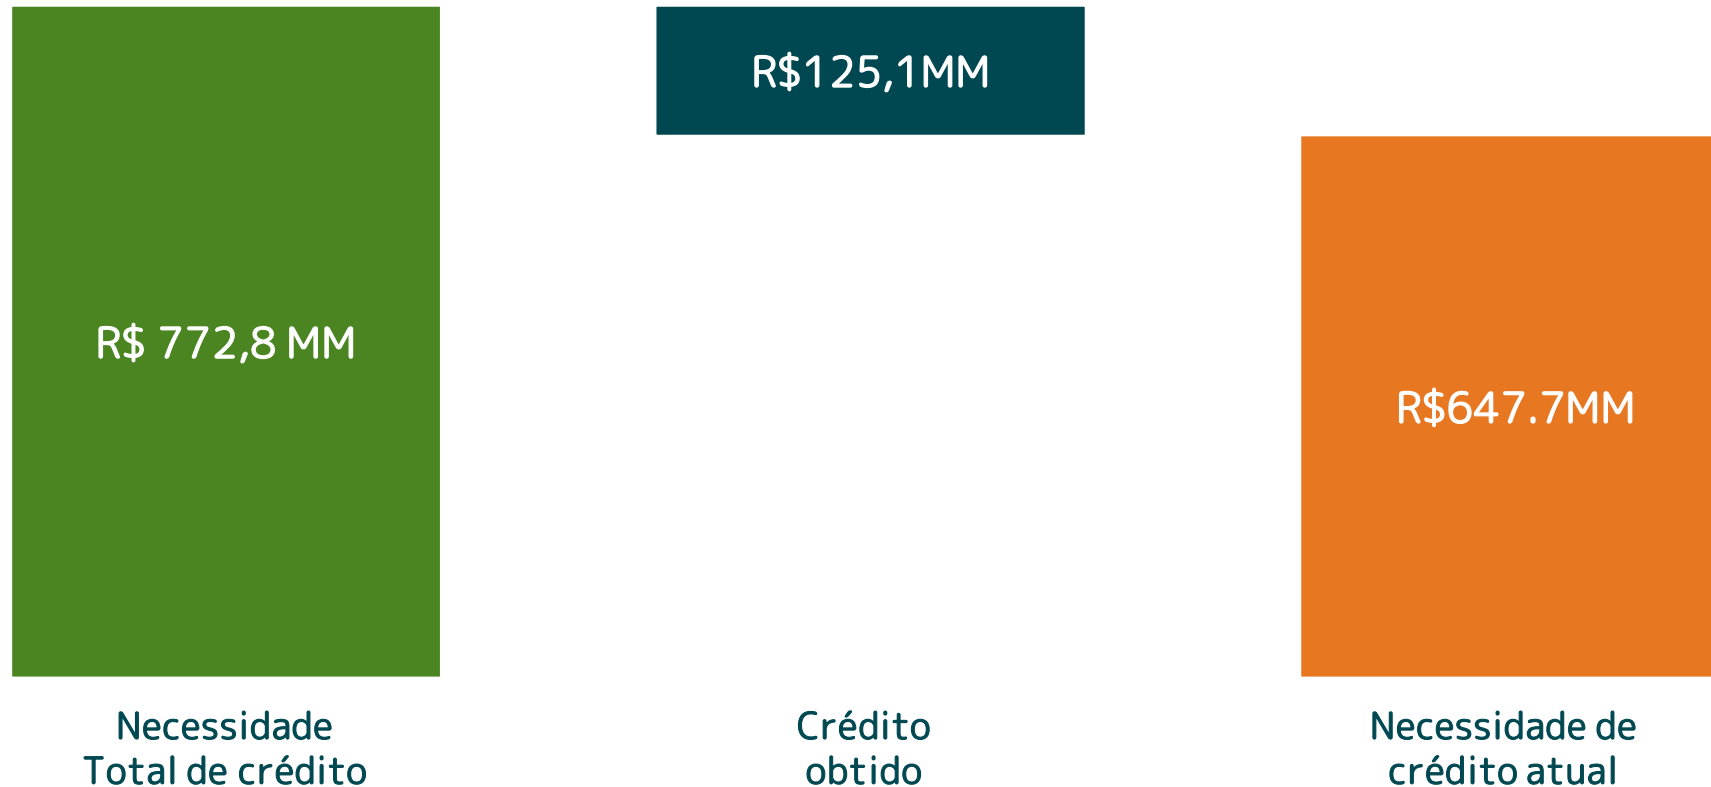 R$125,1MM
R$ 772,8 MM
R$647.7MM
Necessidade
Total de crédito
Crédito
obtido
Necessidade de
crédito atual